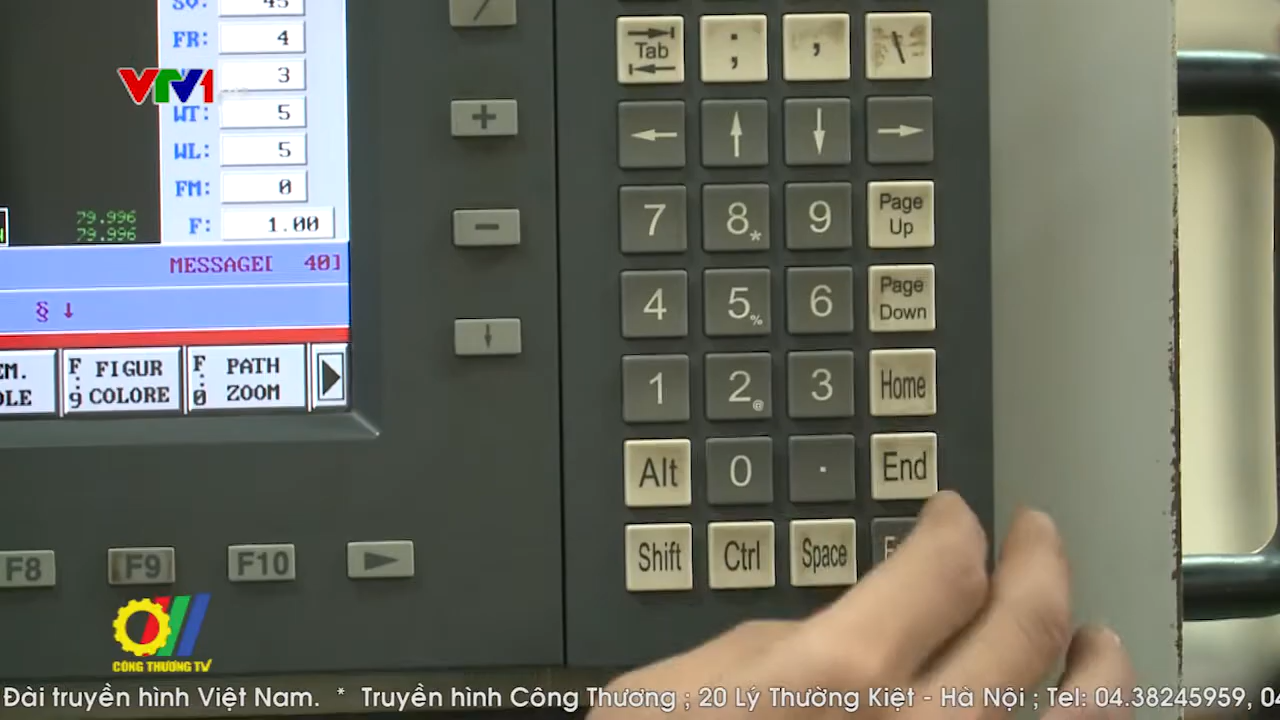 45
FR: 4
VTV1
3
WT: 5
WL: 5
FM: 0
F: 1.00
79.996
79.996
MESSAGE[ 40]
§ ↓
F.9 FIGUR COLORE
F.0 PATH ZOOM
F8
F9
F10
+
−
Tab
;
,
← ↑ ↓ →
7 8 * 9 Page Up
4 5 % 6 Page Down
1 2 @ 3 Home
Alt 0 . End
Shift Ctrl Space
CÔNG THƯƠNG TV
Đài truyền hình Việt Nam. * Truyền hình Công Thương ; 20 Lý Thường Kiệt - Hà Nội ; Tel: 04.38245959,